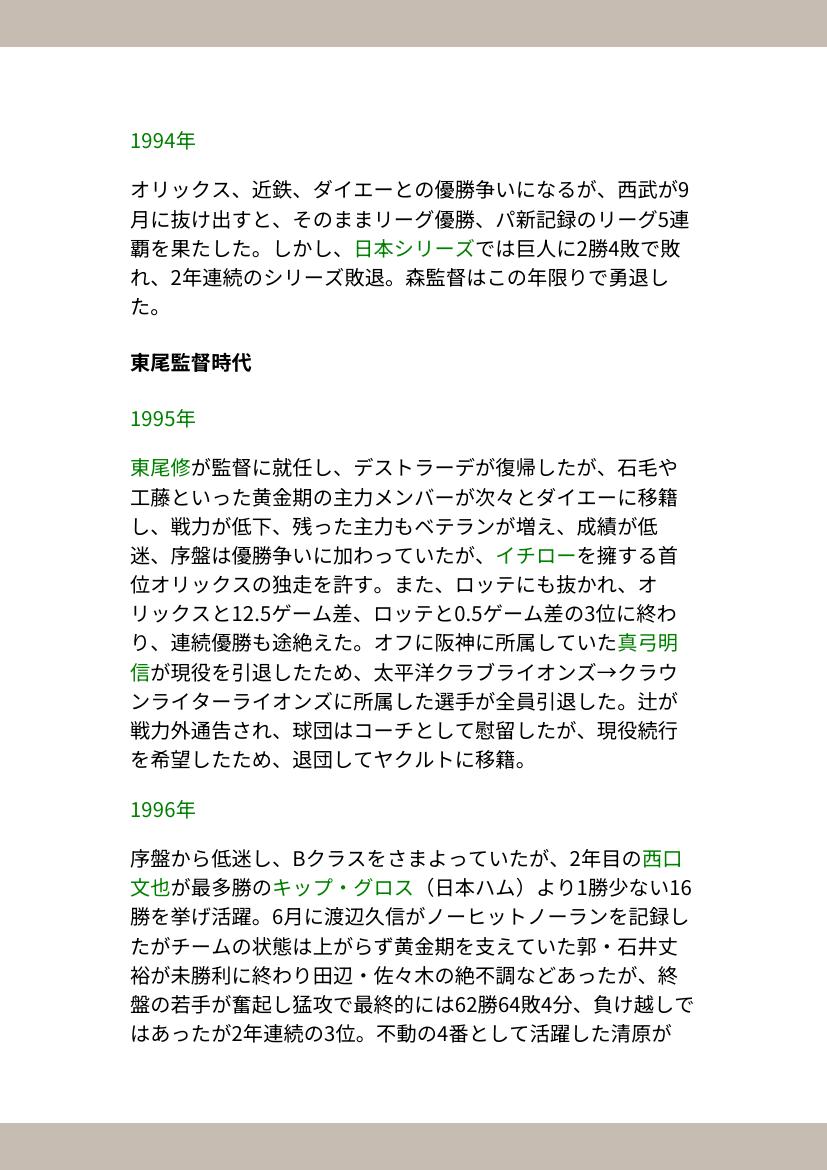 1994年
オリックス、近鉄、ダイエーとの優勝争いになるが、西武が9
月に抜け出すと、そのままリーグ優勝、パ新記録のリーグ5連
覇を果たした。しかし、日本シリーズでは巨人に2勝4敗で敗
れ、2年連続のシリーズ敗退。森監督はこの年限りで勇退し
た。
東尾監督時代
1995年
東尾修が監督に就任し、デストラーデが復帰したが、石毛や
工藤といった黄金期の主力メンバーが次々とダイエーに移籍
し、戦力が低下、残った主力もベテランが増え、成績が低
迷、序盤は優勝争いに加わっていたが、イチローを擁する首
位オリックスの独走を許す。また、ロッテにも抜かれ、オ
リックスと12.5ゲーム差、ロッテと0.5ゲーム差の3位に終わ
り、連続優勝も途絶えた。オフに阪神に所属していた真弓明
信が現役を引退したため、太平洋クラブライオンズ→クラウ
ンライターライオンズに所属した選手が全員引退した。辻が
戦力外通告され、球団はコーチとして慰留したが、現役続行
を希望したため、退団してヤクルトに移籍。
1996年
序盤から低迷し、Bクラスをさまよっていたが、2年目の西口
文也が最多勝のキップ・グロス（日本ハム）より1勝少ない16
勝を挙げ活躍。6月に渡辺久信がノーヒットノーランを記録し
たがチームの状態は上がらず黄金期を支えていた郭・石井丈
裕が未勝利に終わり田辺・佐々木の絶不調などあったが、終
盤の若手が奮起し猛攻で最終的には62勝64敗4分、負け越しで
はあったが2年連続の3位。不動の4番として活躍した清原が